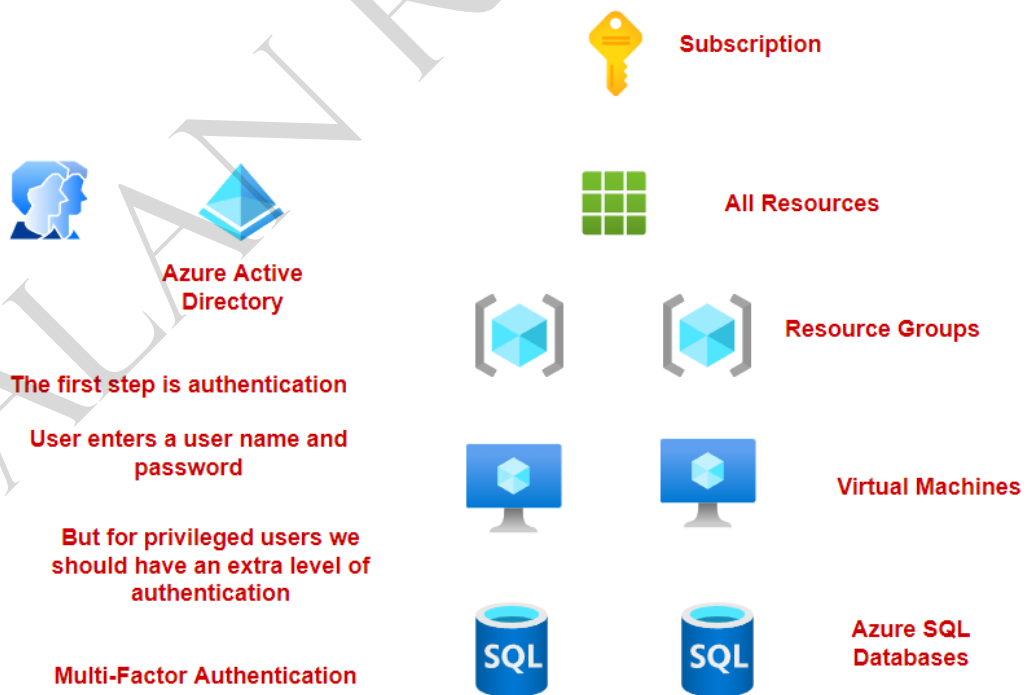 Subscription
All Resources
Azure Active
Directory
Resource Groups
The first step is authentication
User enters a user name and
password
Virtual Machines
But for privileged users we
should have an extra level of
authentication
SQL
SQL
Azure SQL
Databases
Multi-Factor Authentication
ALAN R